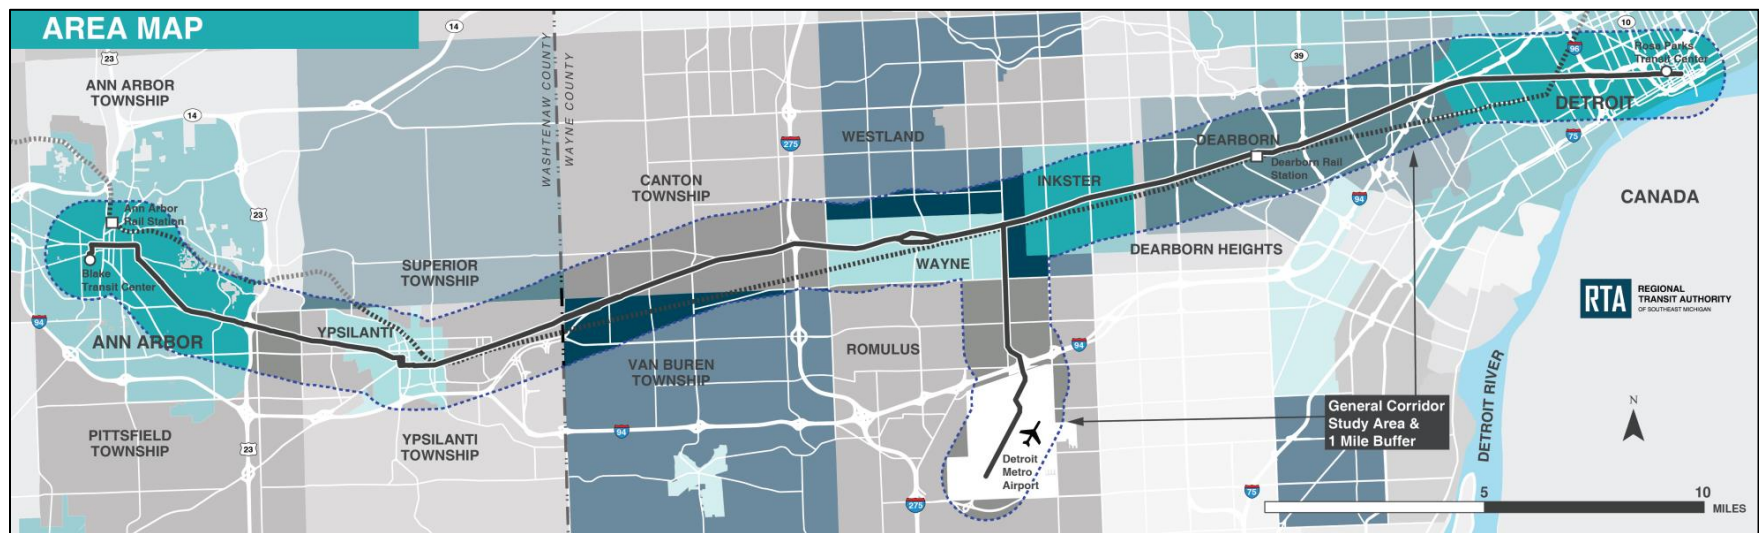 AREA MAP
23
14
10
96
Rosa Parks
Transit Center
39
ANN ARBOR
TOWNSHIP
14
WASHTENAW COUNTY
WAYNE COUNTY
275
WESTLAND
DEARBORN
DETROIT
75
Dearborn Rail
Station
CANTON
TOWNSHIP
INKSTER
94
CANADA
Ann Arbor
Rail Station
23
DEARBORN HEIGHTS
Blake
Transit Center
SUPERIOR
TOWNSHIP
WAYNE
RTA
REGIONAL
TRANSIT AUTHORITY
OF SOUTHEAST MICHIGAN
94
ANN ARBOR
YPSILANTI
ROMULUS
94
VAN BUREN
TOWNSHIP
DETROIT RIVER
General Corridor
Study Area &
1 Mile Buffer
N
PITTSFIELD
TOWNSHIP
23
YPSILANTI
TOWNSHIP
94
Detroit
Metro
Airport
275
75
5
10
MILES